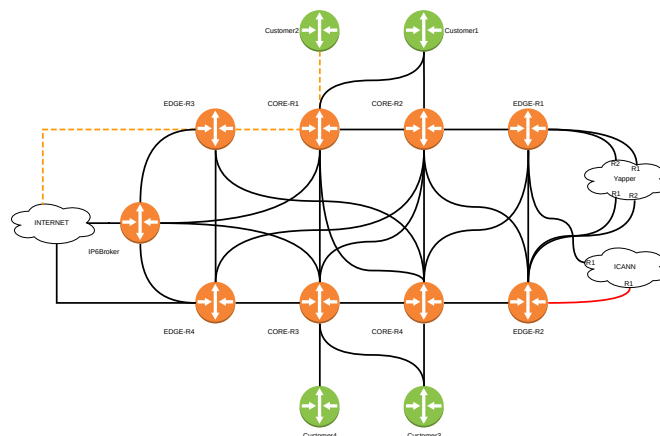 Customer2
Customer1
EDGE-R3
CORE-R1
CORE-R2
EDGE-R1
R2
R1
Yapper
R1
R2
INTERNET
IP6Broker
R1
ICANN
R1
EDGE-R4
CORE-R3
CORE-R4
EDGE-R2
Customer4
Customer3